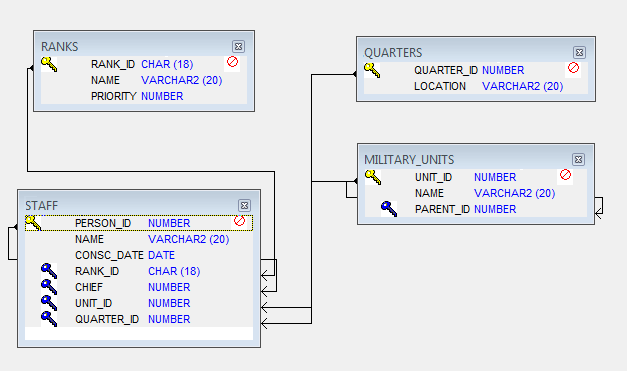 RANKS
RANK_ID CHAR (18)
NAME VARCHAR2 (20)
PRIORITY NUMBER
QUARTERS
QUARTER_ID NUMBER
LOCATION VARCHAR2 (20)
MILITARY_UNITS
UNIT_ID NUMBER
NAME VARCHAR2 (20)
PARENT_ID NUMBER
STAFF
PERSON_ID NUMBER
NAME VARCHAR2 (20)
CONSC_DATE DATE
RANK_ID CHAR (18)
CHIEF NUMBER
UNIT_ID NUMBER
QUARTER_ID NUMBER